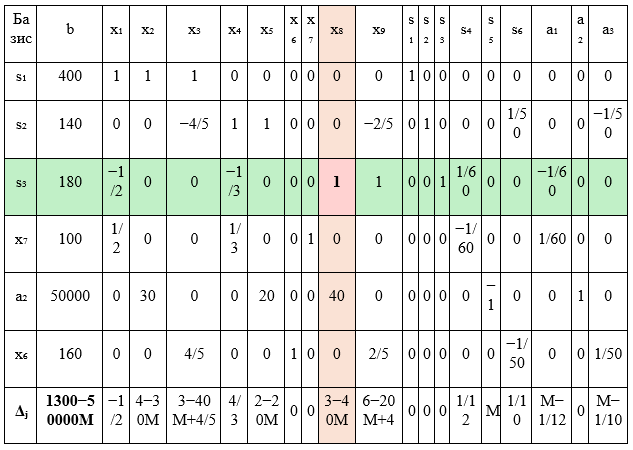 Базис b x₁ x₂ x₃ x₄ x₅ x₆ x₇ x₈ x₉ s₁ s₂ s₃ s₄ s₅ s₆ a₁ a₂ a₃
s₁ 400 1 1 1 0 0 0 0 0 0 1 0 0 0 0 0 0 0 0
s₂ 140 0 0 −4/5 1 1 0 0 0 −2/5 0 1 0 0 0 1/50 0 0 −1/50
s₃ 180 −1/2 0 0 −1/3 0 0 0 1 1 0 0 1 1/60 0 0 −1/60 0 0
x₇ 100 1/2 0 0 1/3 0 0 1 0 0 0 0 0 −1/60 0 0 1/60 0 0
a₂ 50000 0 30 0 0 20 0 0 40 0 0 0 0 0 −1 0 0 1 0
x₆ 160 0 0 4/5 0 0 1 0 0 2/5 0 0 0 0 0 −1/50 0 0 1/50
Δⱼ 1300−50000M −1/2 4−30M 3−40M+4/5 4/3 2−20M 0 0 3−40M 6−20M+4 0 0 0 1/12 M 1/10 M−1/12 0 M−1/10